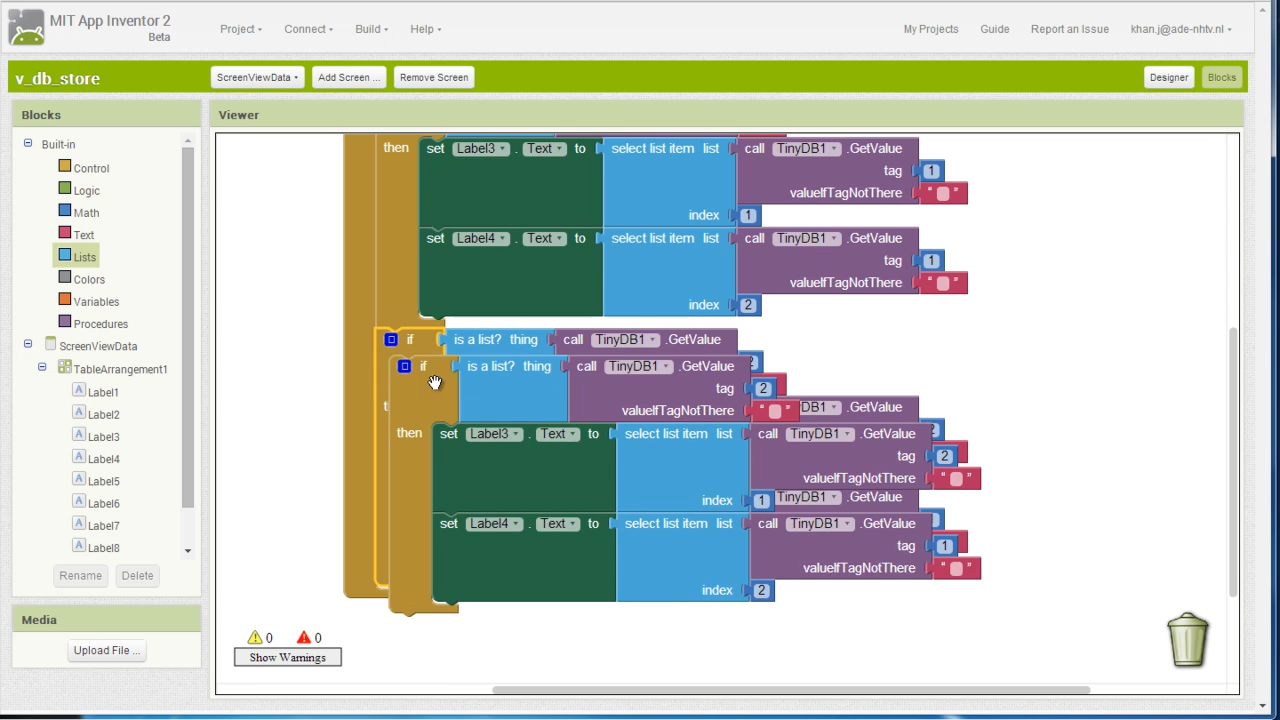 MIT App Inventor 2
Beta
Project Connect Build Help My Projects Guide Report an Issue khan.j@ade-nhtv.nl
v_db_store ScreenViewData Add Screen ... Remove Screen Designer Blocks
Blocks
Viewer
Built-in
Control
Logic
Math
Text
Lists
Colors
Variables
Procedures
ScreenViewData
TableArrangement1
Label1
Label2
Label3
Label4
Label5
Label6
Label7
Label8
Rename Delete
Media
Upload File ...
then set Label3 . Text to select list item list call TinyDB1 .GetValue
tag 1
valueIfTagNotThere “ ”
index 1
set Label4 . Text to select list item list call TinyDB1 .GetValue
tag 1
valueIfTagNotThere “ ”
index 2
if is a list? thing call TinyDB1 .GetValue
if is a list? thing call TinyDB1 .GetValue
tag 2
valueIfTagNotThere “ ” .GetValue
then set Label3 . Text to select list item list call TinyDB1 .GetValue
tag 2
valueIfTagNotThere “ ”
index 1 TinyDB1 .GetValue
set Label4 . Text to select list item list call TinyDB1 .GetValue
tag 1
valueIfTagNotThere “ ”
index 2
0 0
Show Warnings